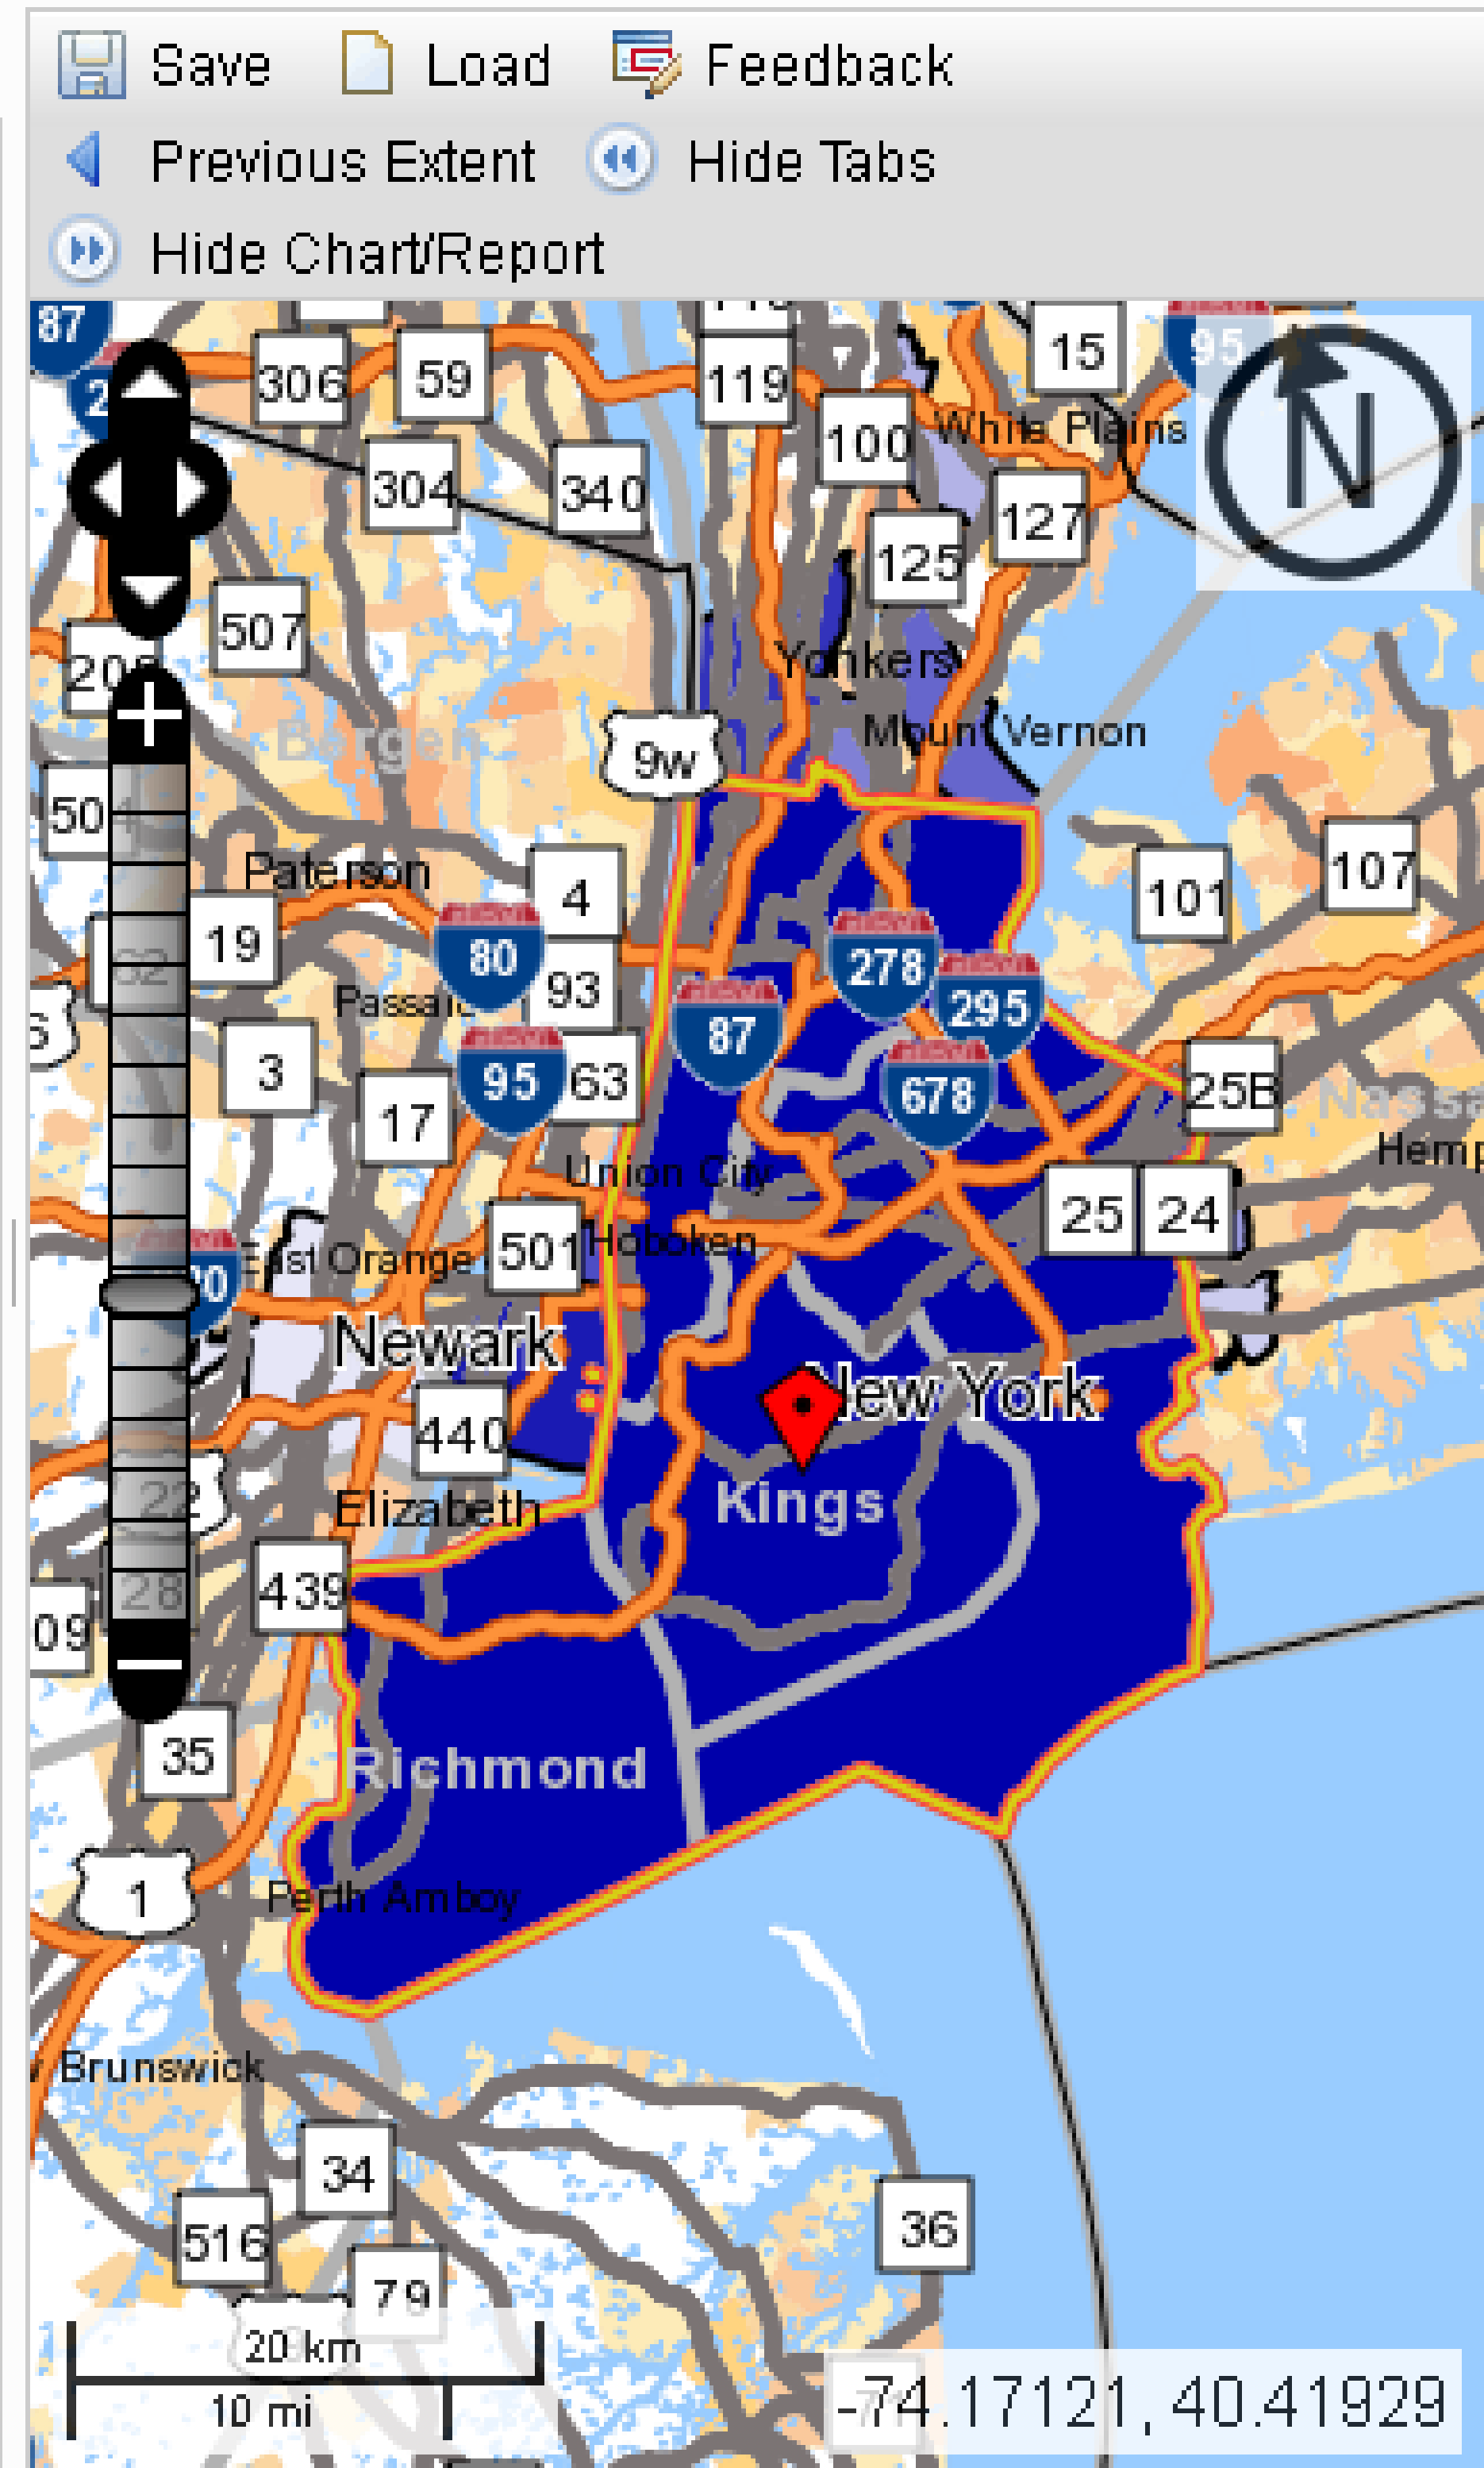 Save Load Feedback
Previous Extent Hide Tabs
Hide Chart/Report
87
95
15
306 59 119
100 White Plains
N
304 340
127
125
507
Yonkers
9w Mount Vernon
Bergen
Paterson 4 101 107
19 80 278
93 295
Passaic
87
3 95 63 678 25B
17
Union City
25 24
501 Hoboken
East Orange
Newark
New York
440
Kings
Elizabeth
439
28
22
35
Richmond
1
Perth Amboy
Brunswick
34
516 36
79
20 km
10 mi
-74.17121, 40.41929